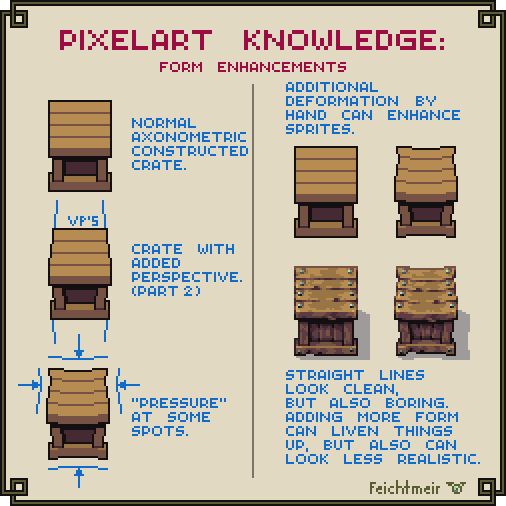 PIXELART KNOWLEDGE:
FORM ENHANCEMENTS
NORMAL
AXONOMETRIC
CONSTRUCTED
CRATE.
VP'S
CRATE WITH
ADDED
PERSPECTIVE.
(PART 2)
"PRESSURE"
AT SOME
SPOTS.
ADDITIONAL
DEFORMATION BY
HAND CAN ENHANCE
SPRITES.
STRAIGHT LINES
LOOK CLEAN,
BUT ALSO BORING.
ADDING MORE FORM
CAN LIVEN THINGS
UP, BUT ALSO CAN
LOOK LESS REALISTIC.
Feichtmeir